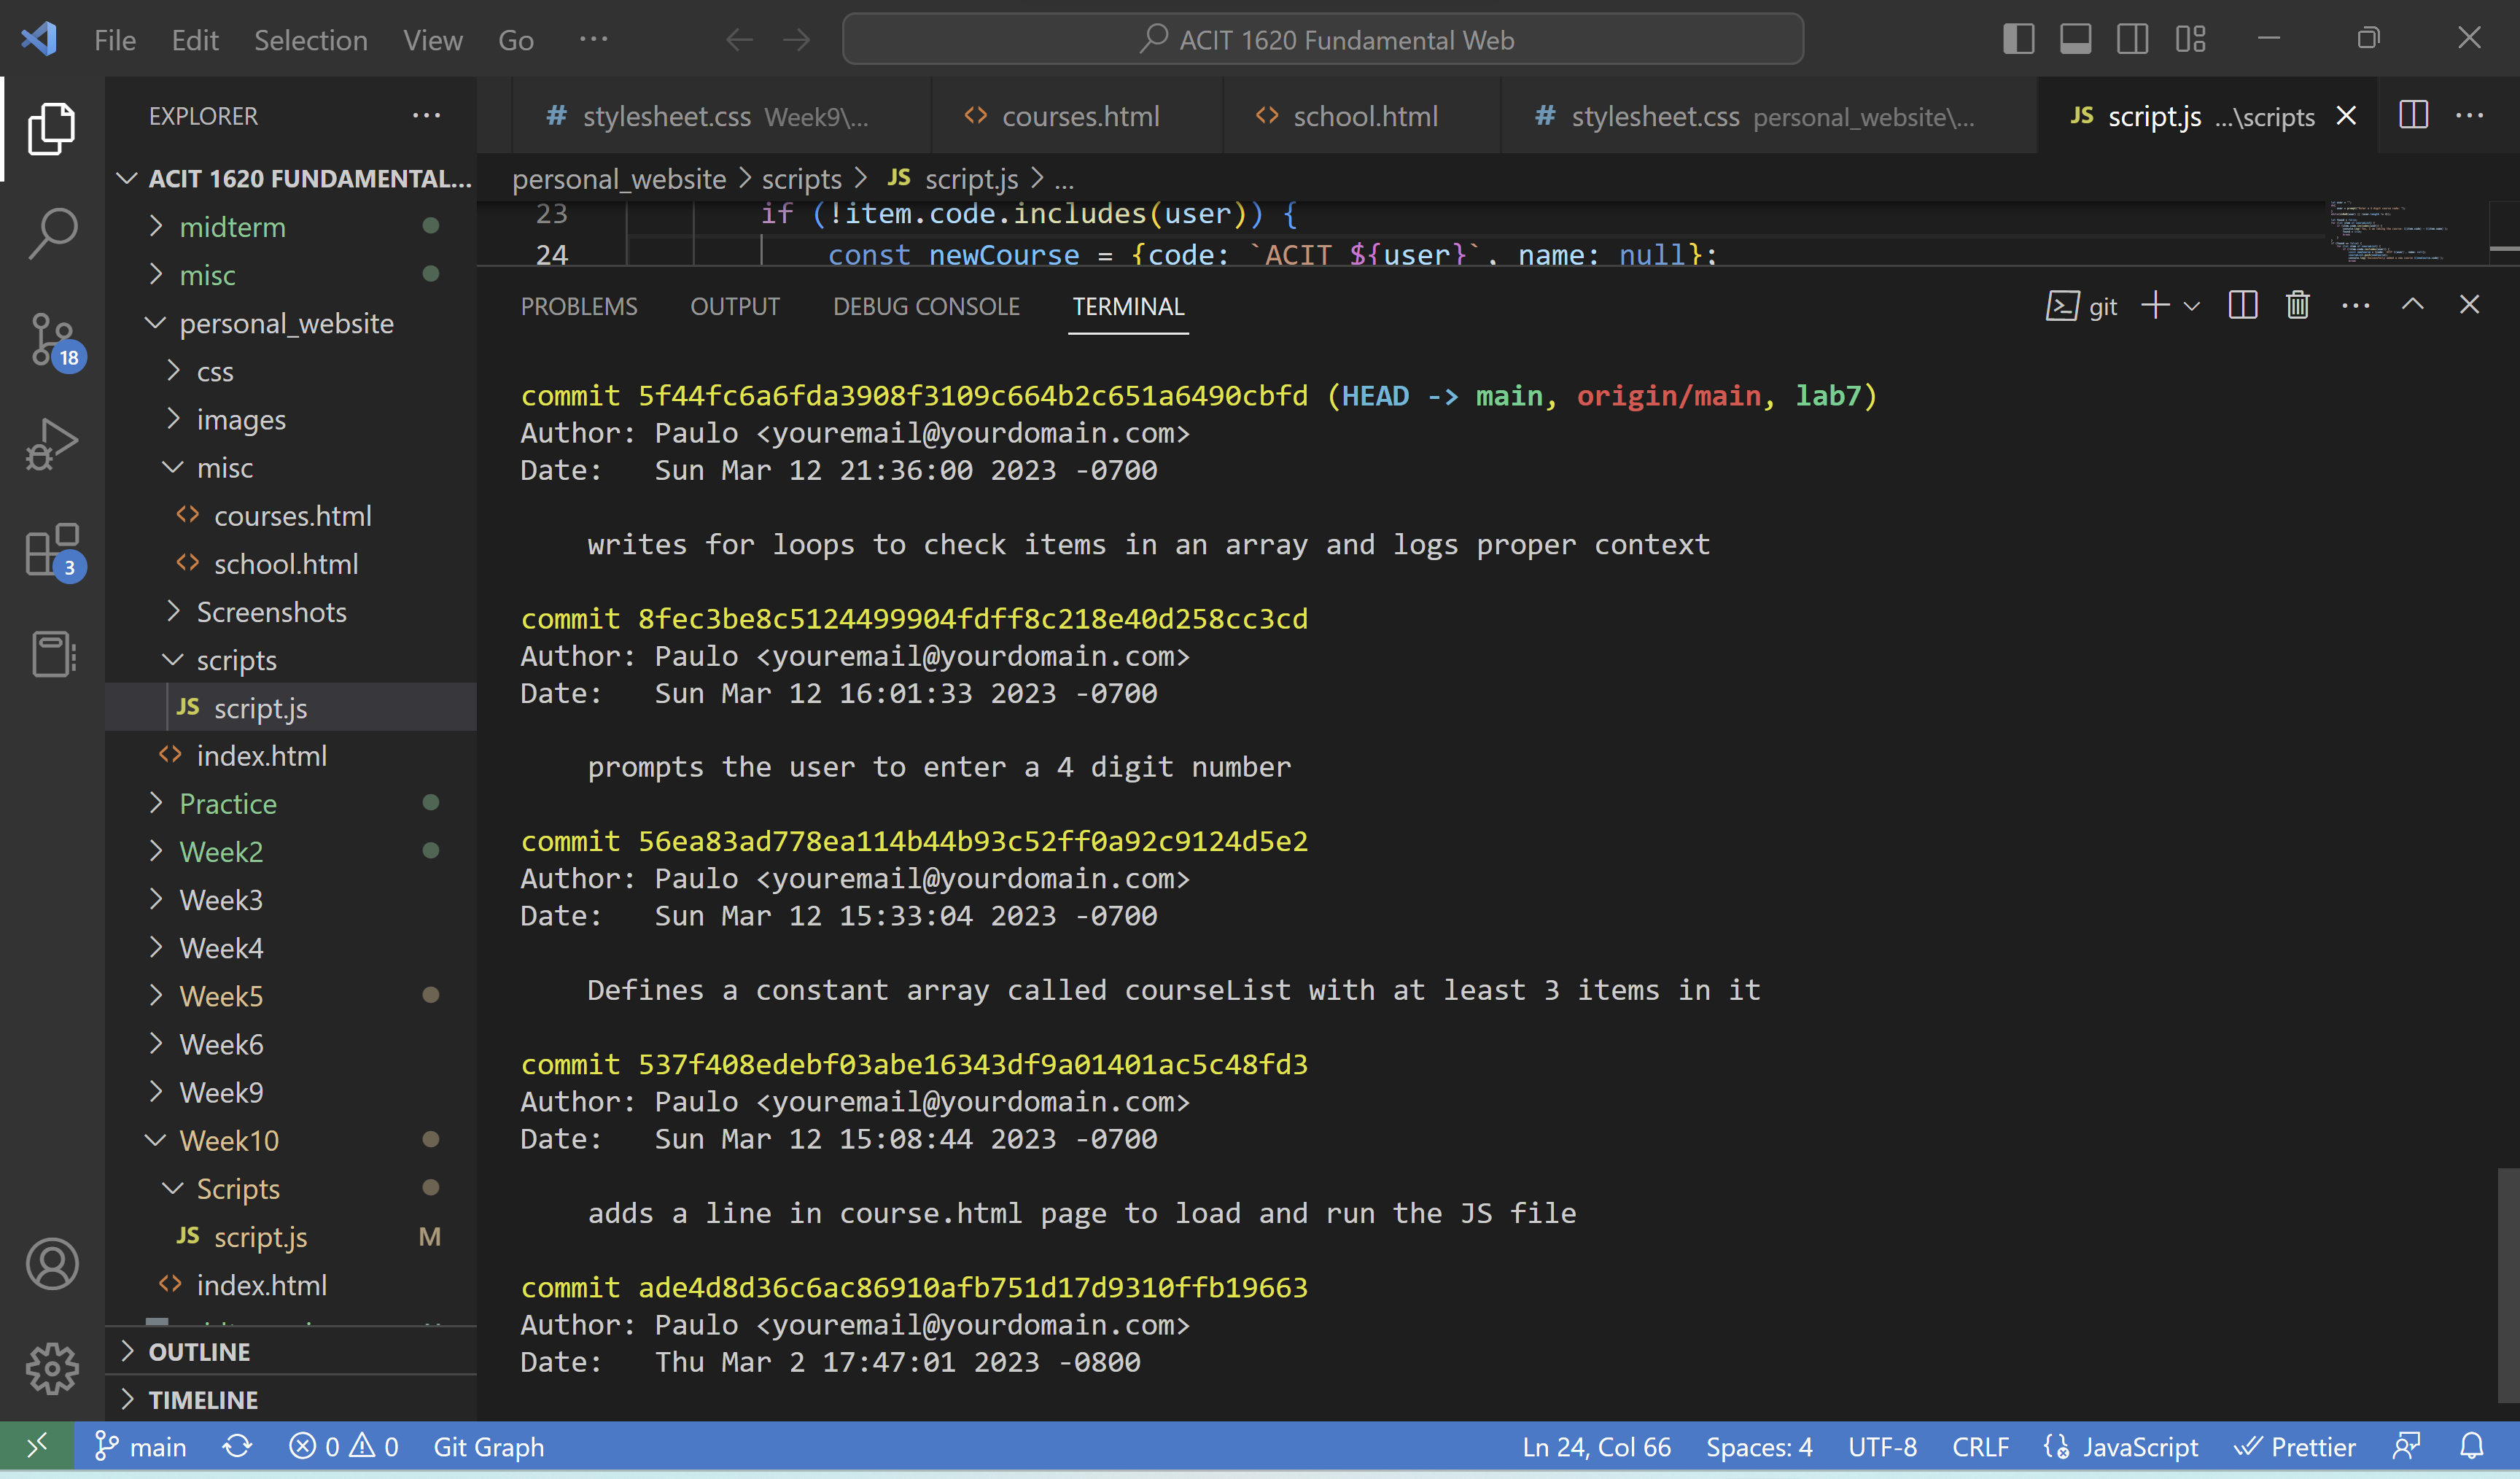 File Edit Selection View Go ...
ACIT 1620 Fundamental Web
EXPLORER ...
ACIT 1620 FUNDAMENTAL...
midterm
misc
personal_website
css
images
misc
courses.html
school.html
Screenshots
scripts
JS script.js
index.html
Practice
Week2
Week3
Week4
Week5
Week6
Week9
Week10
Scripts
JS script.js M
index.html
OUTLINE
TIMELINE
18
3
# stylesheet.css Week9\...
courses.html
school.html
# stylesheet.css personal_website\...
JS script.js ...\scripts
personal_website > scripts > JS script.js > ...
23 if (!item.code.includes(user)) {
24 const newCourse = {code: `ACIT ${user}`, name: null};
PROBLEMS OUTPUT DEBUG CONSOLE TERMINAL
git
commit 5f44fc6a6fda3908f3109c664b2c651a6490cbfd (HEAD -> main, origin/main, lab7)
Author: Paulo <youremail@yourdomain.com>
Date:   Sun Mar 12 21:36:00 2023 -0700
writes for loops to check items in an array and logs proper context
commit 8fec3be8c5124499904fdff8c218e40d258cc3cd
Author: Paulo <youremail@yourdomain.com>
Date:   Sun Mar 12 16:01:33 2023 -0700
prompts the user to enter a 4 digit number
commit 56ea83ad778ea114b44b93c52ff0a92c9124d5e2
Author: Paulo <youremail@yourdomain.com>
Date:   Sun Mar 12 15:33:04 2023 -0700
Defines a constant array called courseList with at least 3 items in it
commit 537f408edebf03abe16343df9a01401ac5c48fd3
Author: Paulo <youremail@yourdomain.com>
Date:   Sun Mar 12 15:08:44 2023 -0700
adds a line in course.html page to load and run the JS file
commit ade4d8d36c6ac86910afb751d17d9310ffb19663
Author: Paulo <youremail@yourdomain.com>
Date:   Thu Mar 2 17:47:01 2023 -0800
main 0 0 Git Graph Ln 24, Col 66 Spaces: 4 UTF-8 CRLF JavaScript Prettier